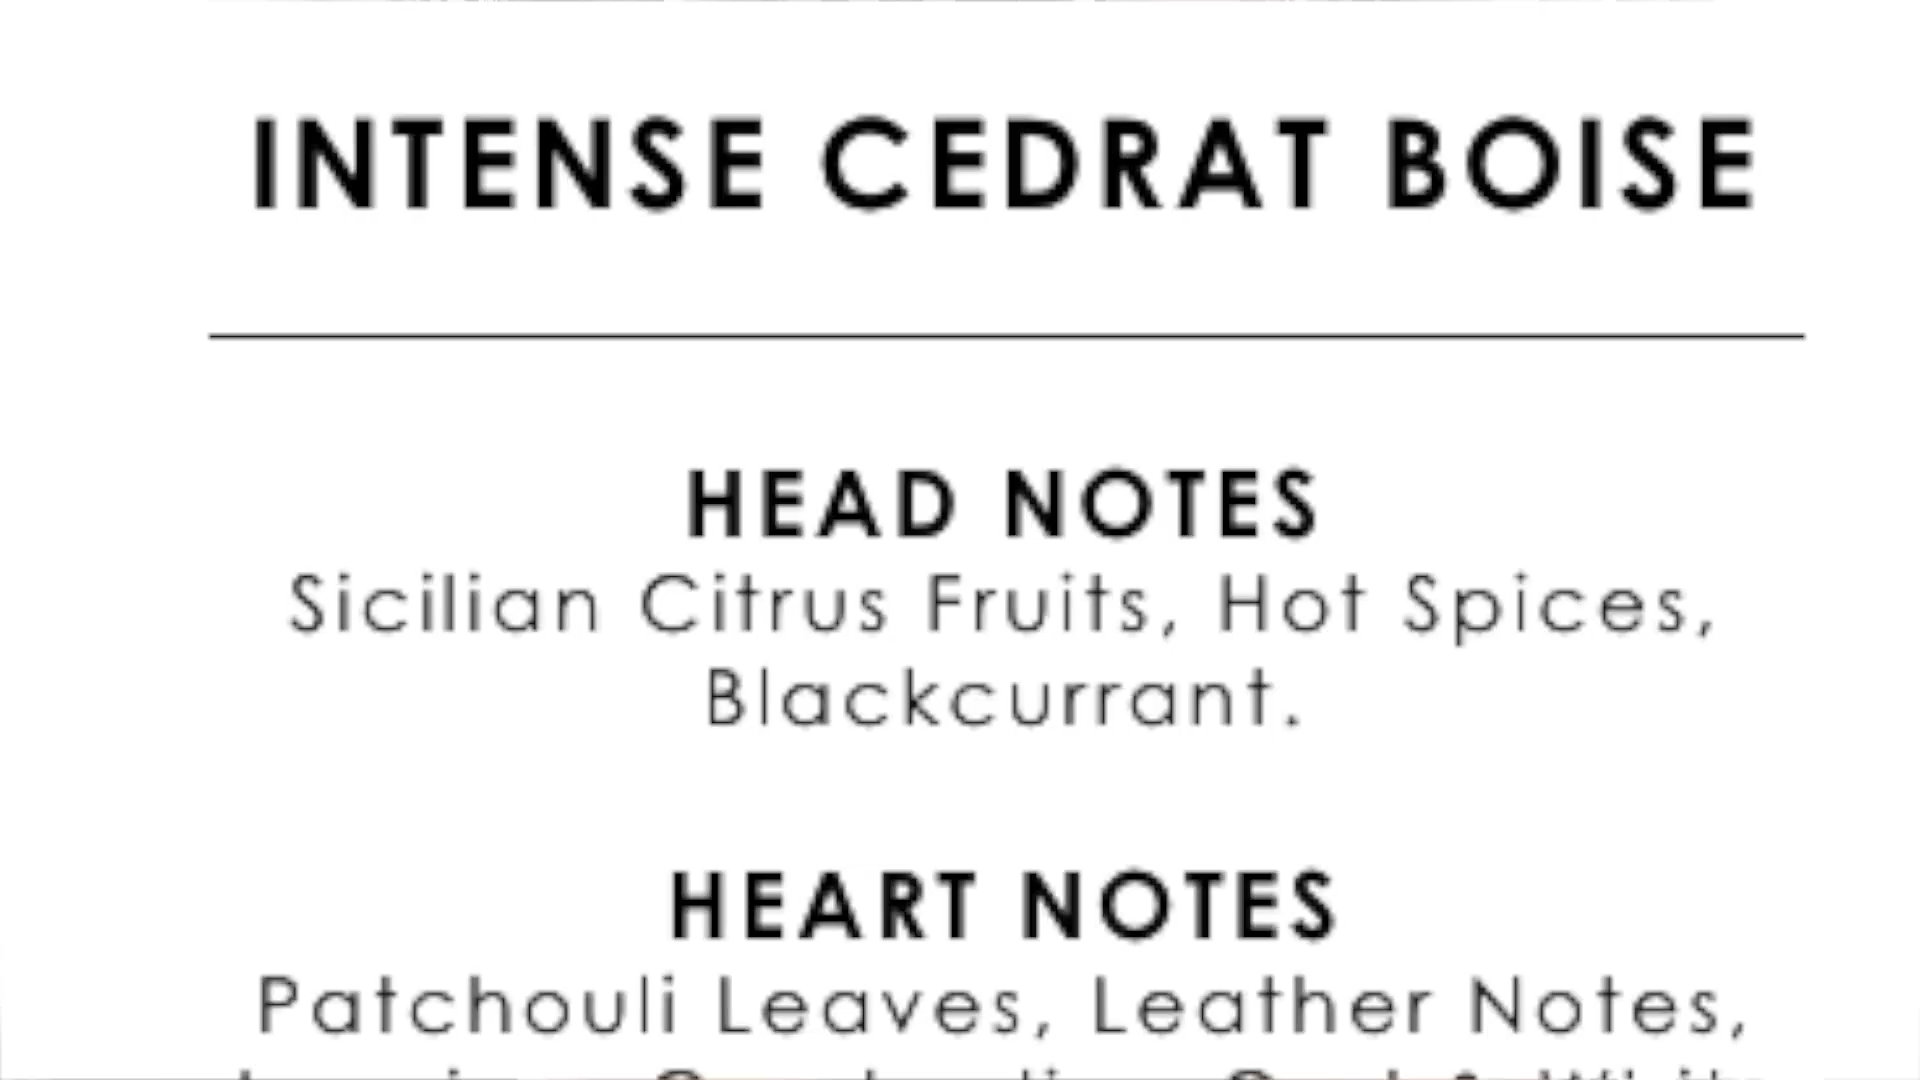 INTENSE CEDRAT BOISE
HEAD NOTES
Sicilian Citrus Fruits, Hot Spices,
Blackcurrant.
HEART NOTES
Patchouli Leaves, Leather Notes,